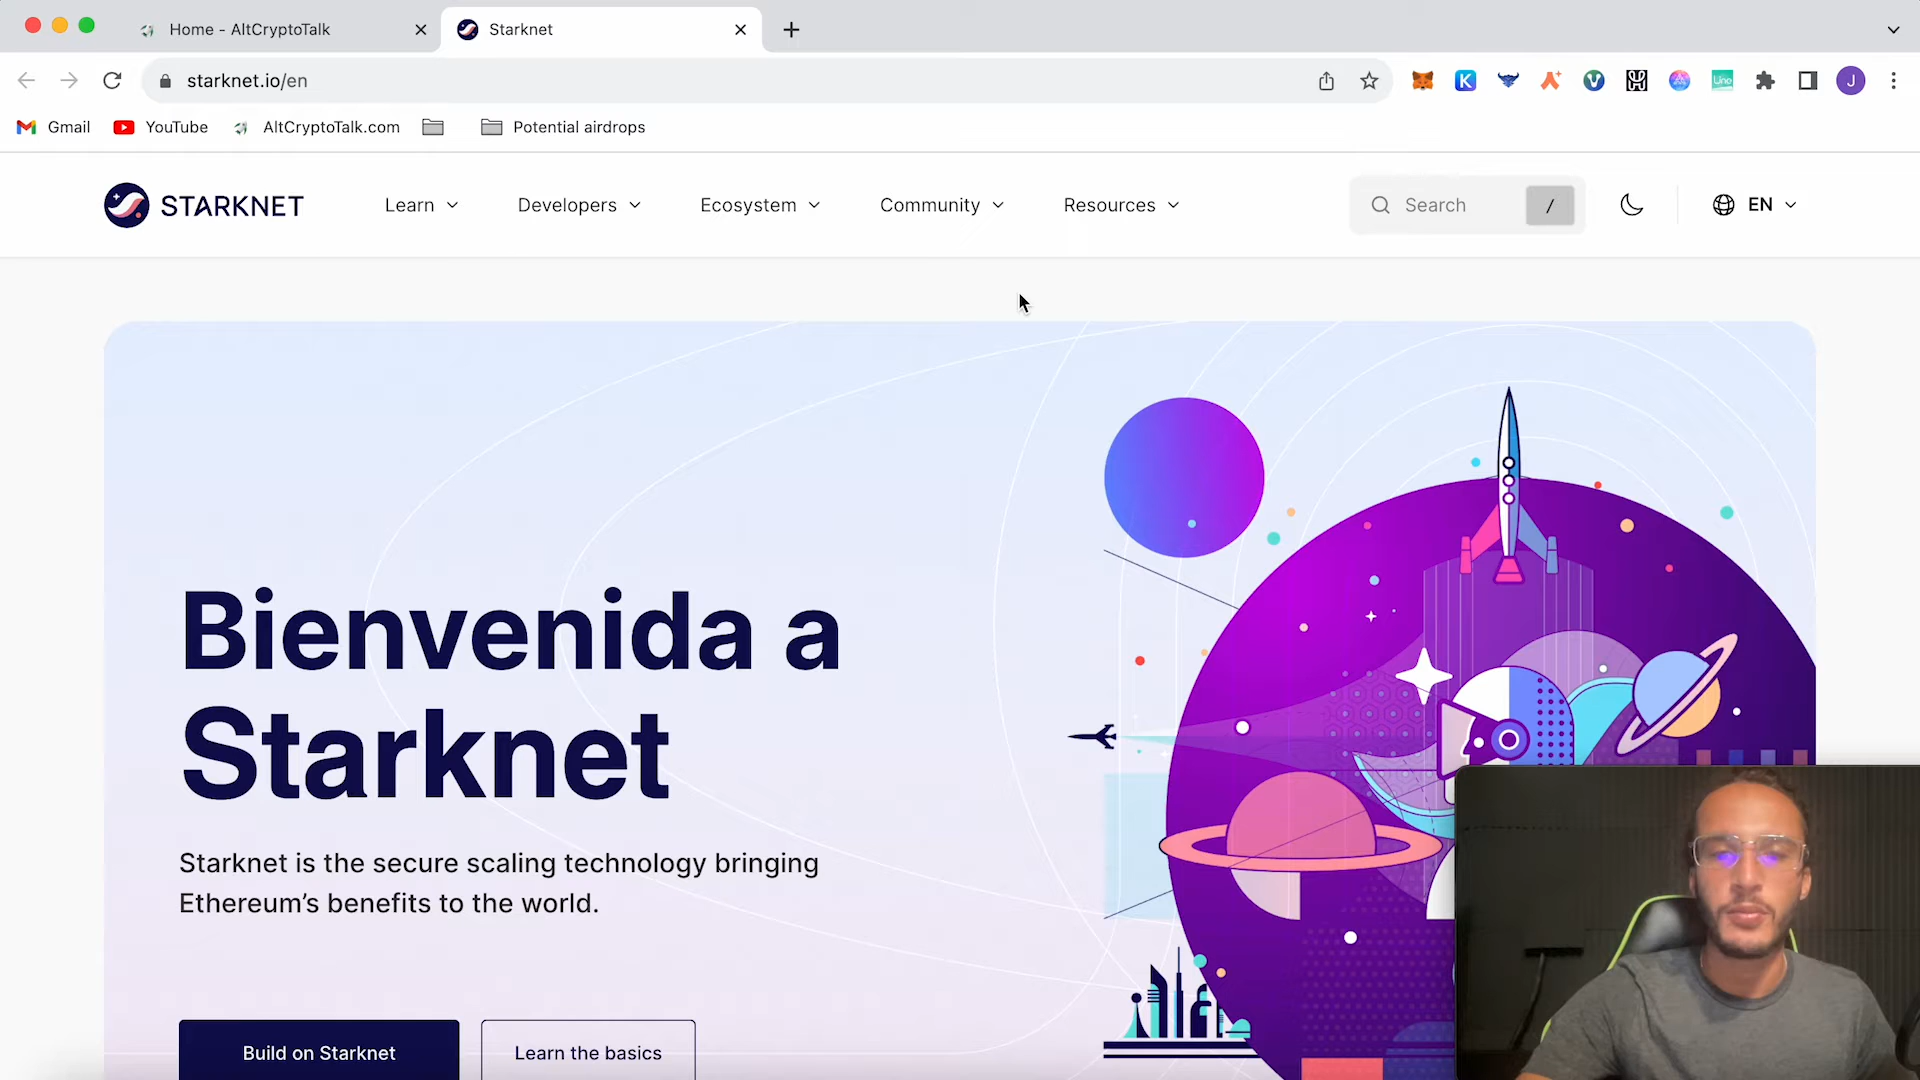 Home - AltCryptoTalk
Starknet
starknet.io/en
K
Line
J
Gmail
YouTube
AltCryptoTalk.com
Potential airdrops
STARKNET
Learn
Developers
Ecosystem
Community
Resources
Search
/
EN
Bienvenida a
Starknet
Starknet is the secure scaling technology bringing
Ethereum’s benefits to the world.
Build on Starknet
Learn the basics